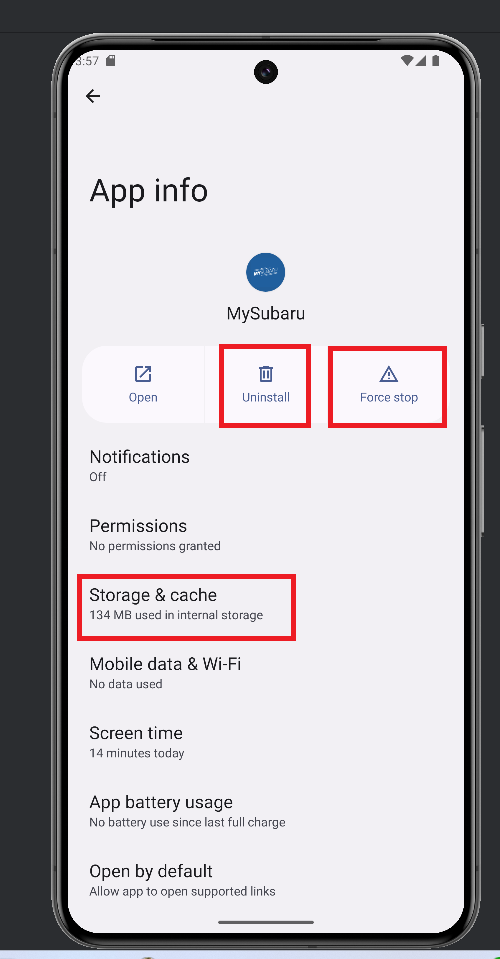 3:57
App info
MySubaru
Open
Uninstall
Force stop
Notifications
Off
Permissions
No permissions granted
Storage & cache
134 MB used in internal storage
Mobile data & Wi-Fi
No data used
Screen time
14 minutes today
App battery usage
No battery use since last full charge
Open by default
Allow app to open supported links